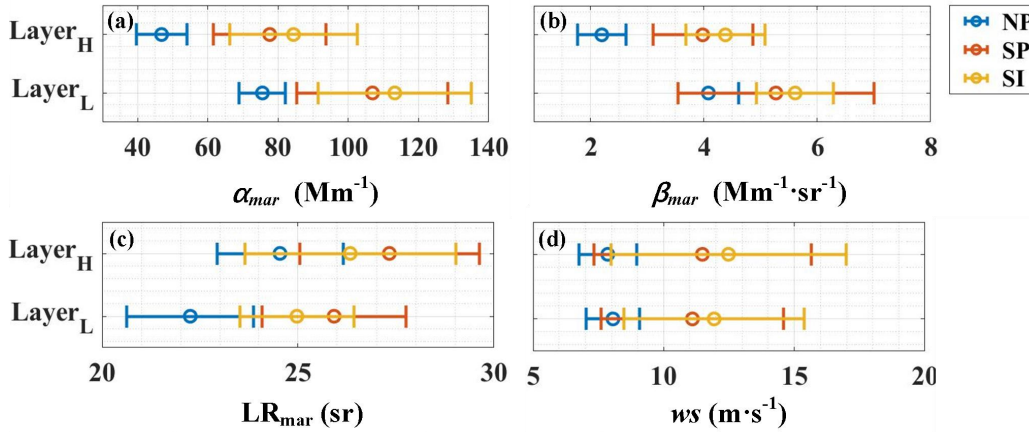 (a)
Layer_H
Layer_L
40 60 80 100 120 140
α_mar (Mm⁻¹)
(b)
2 4 6 8
β_mar (Mm⁻¹·sr⁻¹)
NP
SP
SI
(c)
Layer_H
Layer_L
20 25 30
LR_mar (sr)
(d)
5 10 15 20
ws (m·s⁻¹)